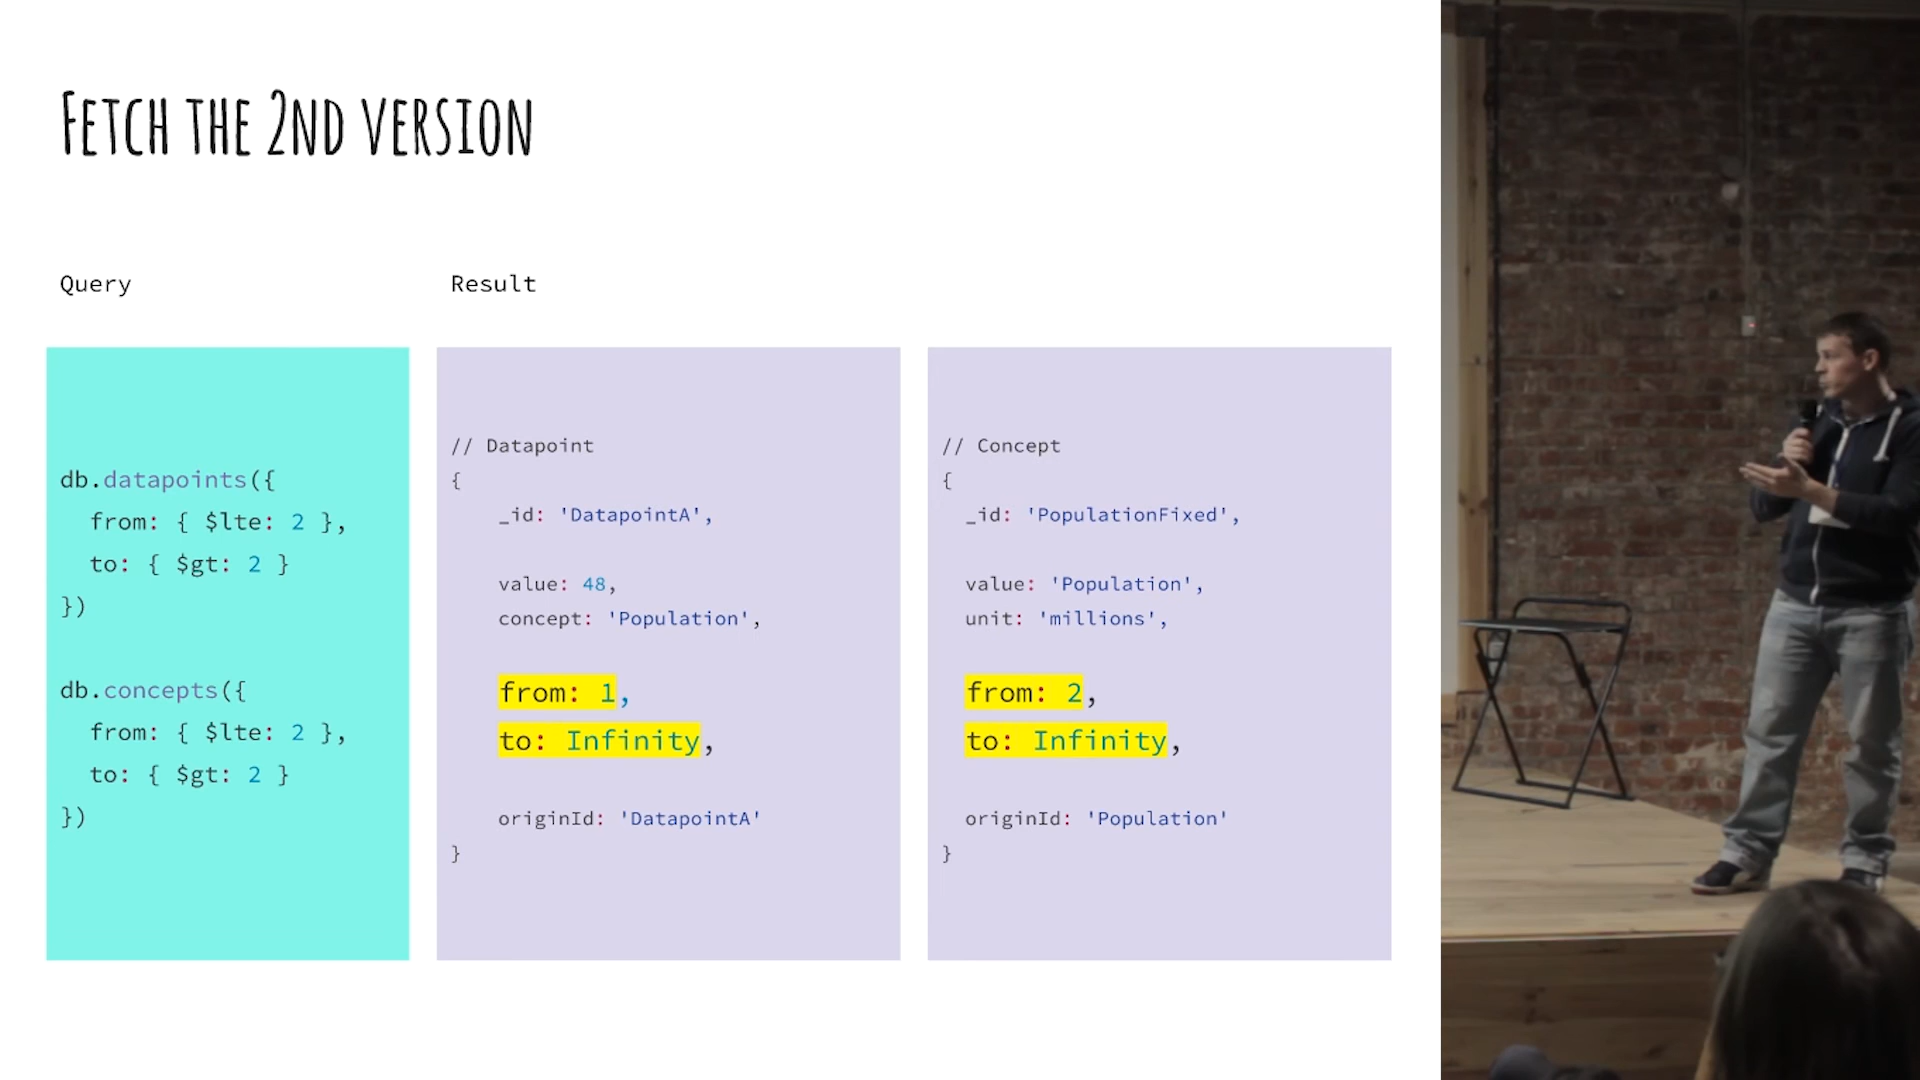 Fetch the 2nd version
Query
Result
db.datapoints({
from: { $lte: 2 },
to: { $gt: 2 }
})
db.concepts({
from: { $lte: 2 },
to: { $gt: 2 }
})
// Datapoint
{
_id: 'DatapointA',
value: 48,
concept: 'Population',
from: 1,
to: Infinity,
originId: 'DatapointA'
}
// Concept
{
_id: 'PopulationFixed',
value: 'Population',
unit: 'millions',
from: 2,
to: Infinity,
originId: 'Population'
}